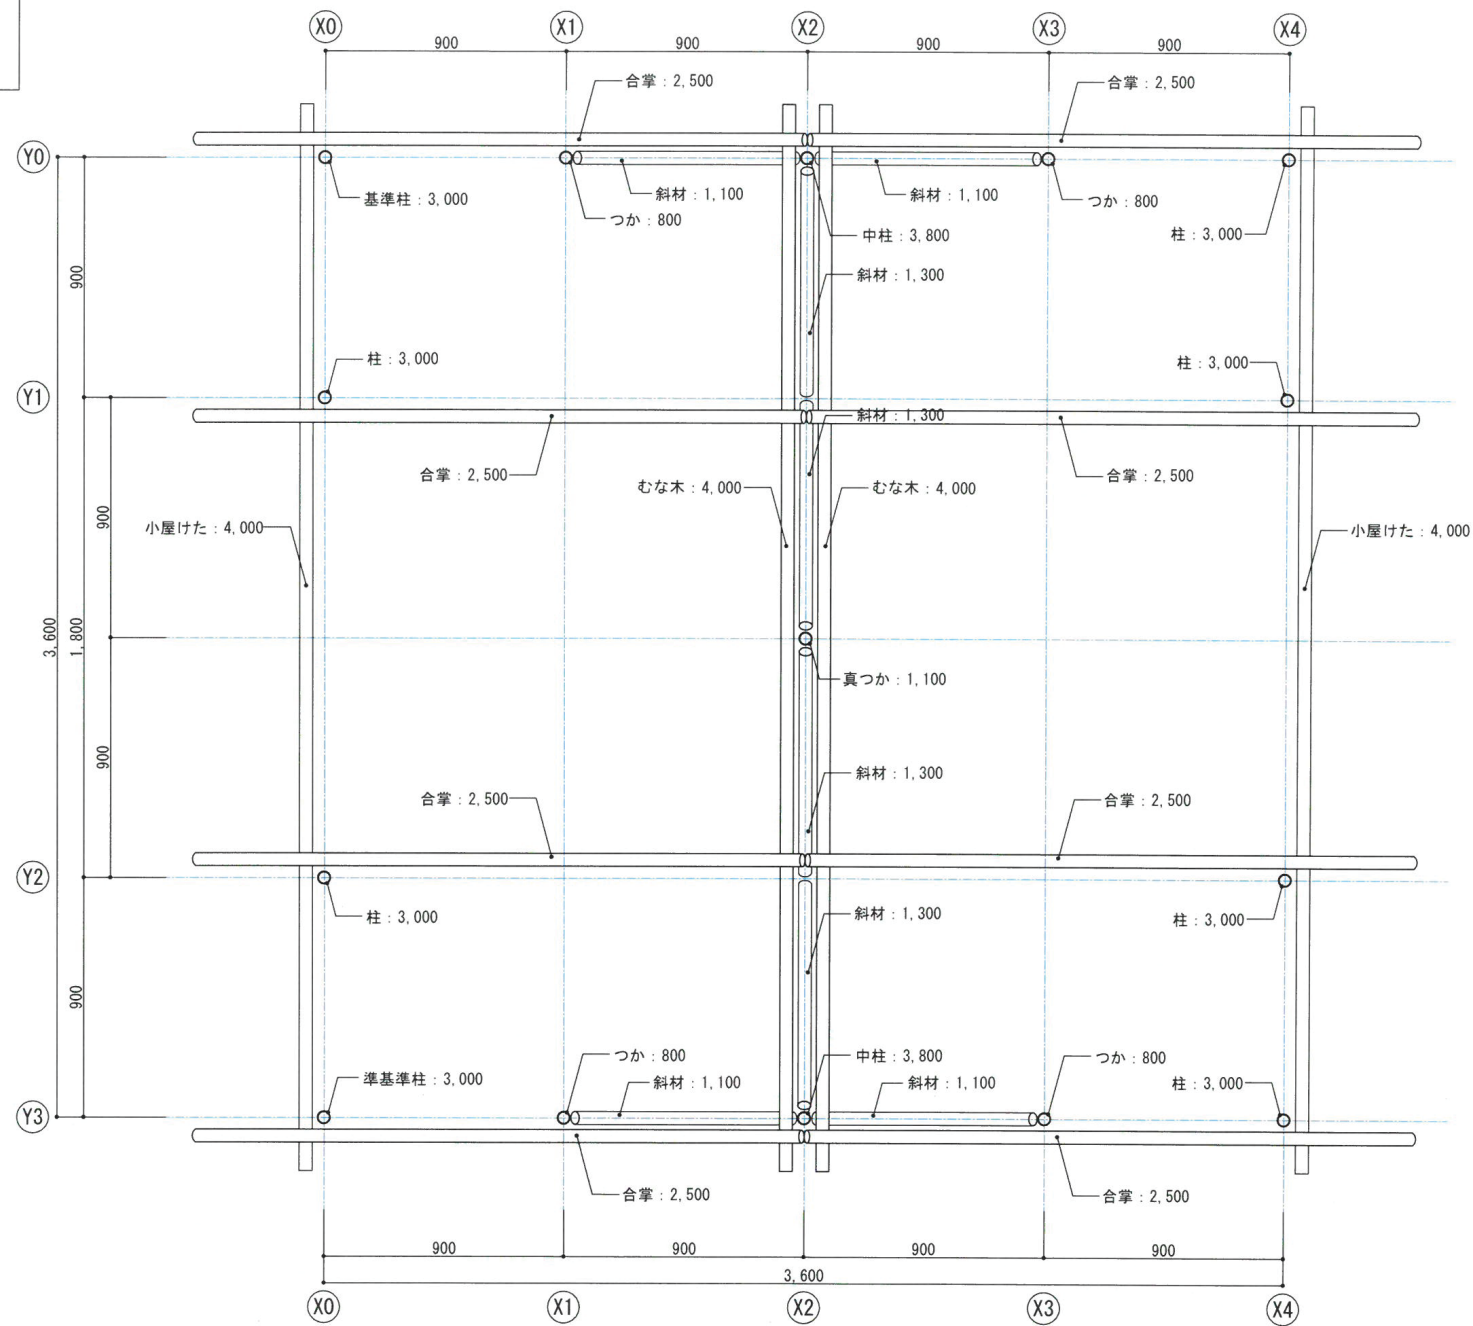 X0 X1 X2 X3 X4
900 900 900 900
合掌：2,500 合掌：2,500
Y0
基準柱：3,000 斜材：1,100 斜材：1,100 つか：800
つか：800 中柱：3,800 柱：3,000
900
斜材：1,300
柱：3,000 柱：3,000
Y1
斜材：1,300
合掌：2,500 合掌：2,500
むな木：4,000 むな木：4,000
900
小屋けた：4,000 小屋けた：4,000
3,600 1,800
真つか：1,100
900
斜材：1,300
合掌：2,500 合掌：2,500
Y2
柱：3,000 斜材：1,300 柱：3,000
900
つか：800 中柱：3,800 つか：800
準基準柱：3,000 斜材：1,100 斜材：1,100 柱：3,000
Y3
合掌：2,500 合掌：2,500
900 900 900 900
3,600
X0 X1 X2 X3 X4